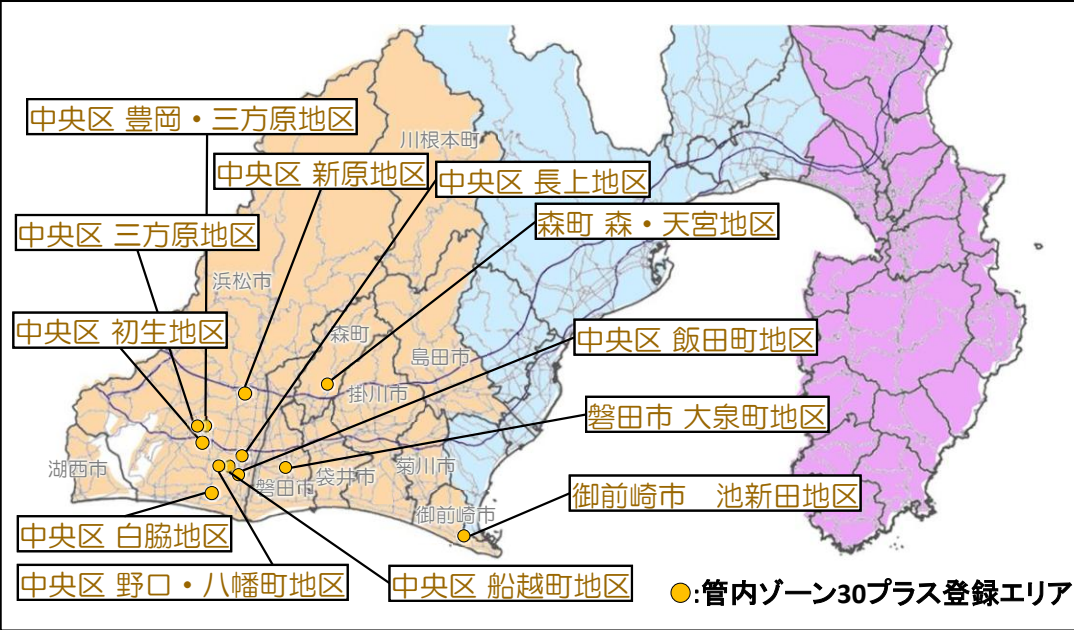 中央区 豊岡・三方原地区
川根本町
中央区 新原地区
中央区 長上地区
森町 森・天宮地区
中央区 三方原地区
浜松市
中央区 初生地区
森町
中央区 飯田町地区
島田市
掛川市
磐田市 大泉町地区
湖西市
菊川市
袋井市
磐田市
御前崎市　池新田地区
御前崎市
中央区 白脇地区
中央区 野口・八幡町地区
中央区 船越町地区
:管内ゾーン30プラス登録エリア